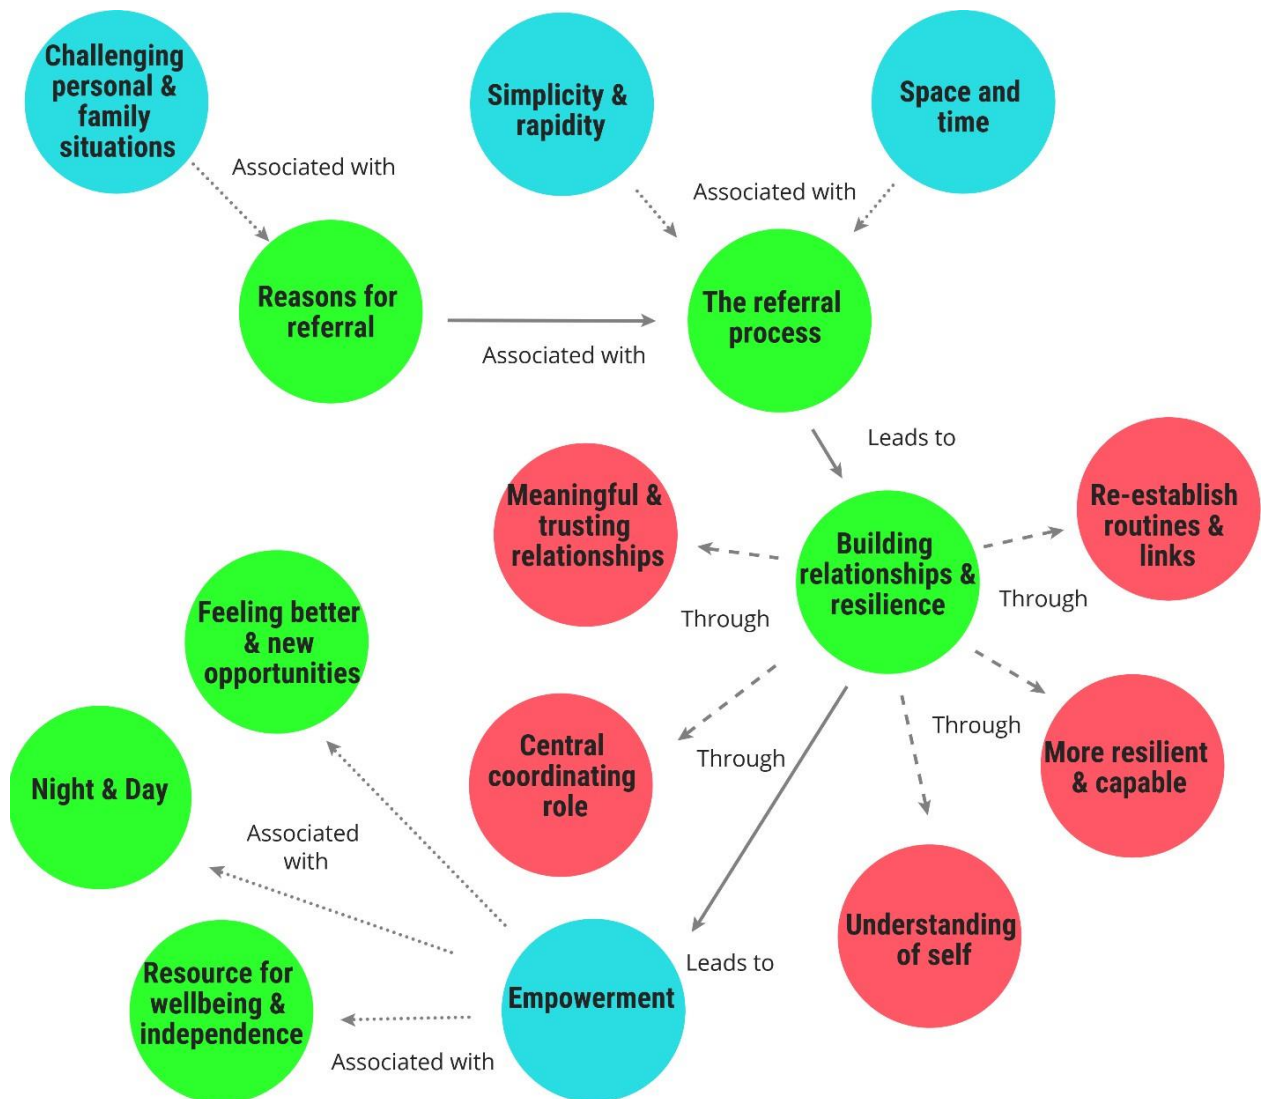 Challenging
personal &
family
situations
Simplicity &
rapidity
Space and
time
Associated with
Associated with
Reasons for
referral
The referral
process
Associated with
Leads to
Meaningful &
trusting
relationships
Building
relationships &
resilience
Re-establish
routines &
links
Through
Through
Feeling better
& new
opportunities
Central
coordinating
role
Through
Through
More resilient
& capable
Night & Day
Associated
with
Understanding
of self
Leads to
Empowerment
Resource for
wellbeing &
independence
Associated with